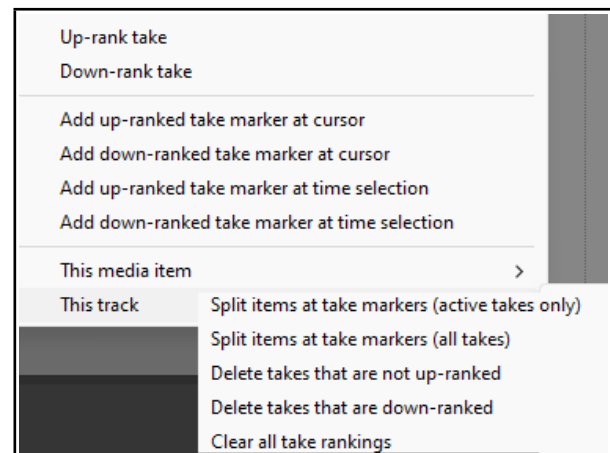 Up-rank take
Down-rank take
Add up-ranked take marker at cursor
Add down-ranked take marker at cursor
Add up-ranked take marker at time selection
Add down-ranked take marker at time selection
This media item
This track
Split items at take markers (active takes only)
Split items at take markers (all takes)
Delete takes that are not up-ranked
Delete takes that are down-ranked
Clear all take rankings